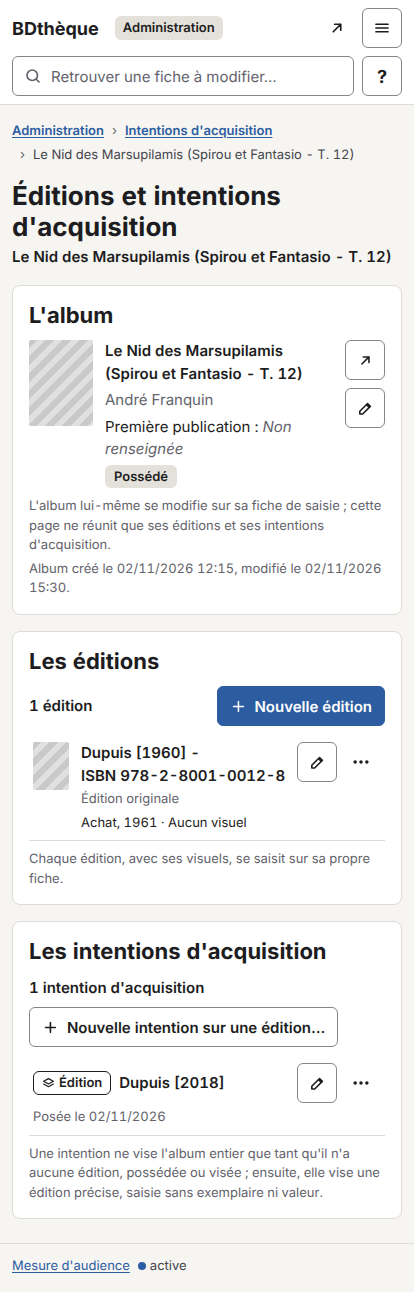 BDthèque Administration
Retrouver une fiche à modifier... ?
Administration › Intentions d'acquisition
› Le Nid des Marsupilamis (Spirou et Fantasio - T. 12)
Éditions et intentions
d'acquisition
Le Nid des Marsupilamis (Spirou et Fantasio - T. 12)
L'album
Le Nid des Marsupilamis
(Spirou et Fantasio - T. 12)
André Franquin
Première publication : Non
renseignée
Possédé
L'album lui-même se modifie sur sa fiche de saisie ; cette
page ne réunit que ses éditions et ses intentions
d'acquisition.
Album créé le 02/11/2026 12:15, modifié le 02/11/2026
15:30.
Les éditions
1 édition
Nouvelle édition
Dupuis [1960] -
ISBN 978-2-8001-0012-8
Édition originale
Achat, 1961 · Aucun visuel
Chaque édition, avec ses visuels, se saisit sur sa propre
fiche.
Les intentions d'acquisition
1 intention d'acquisition
Nouvelle intention sur une édition...
Édition Dupuis [2018]
Posée le 02/11/2026
Une intention ne vise l'album entier que tant qu'il n'a
aucune édition, possédée ou visée ; ensuite, elle vise une
édition précise, saisie sans exemplaire ni valeur.
Mesure d'audience active